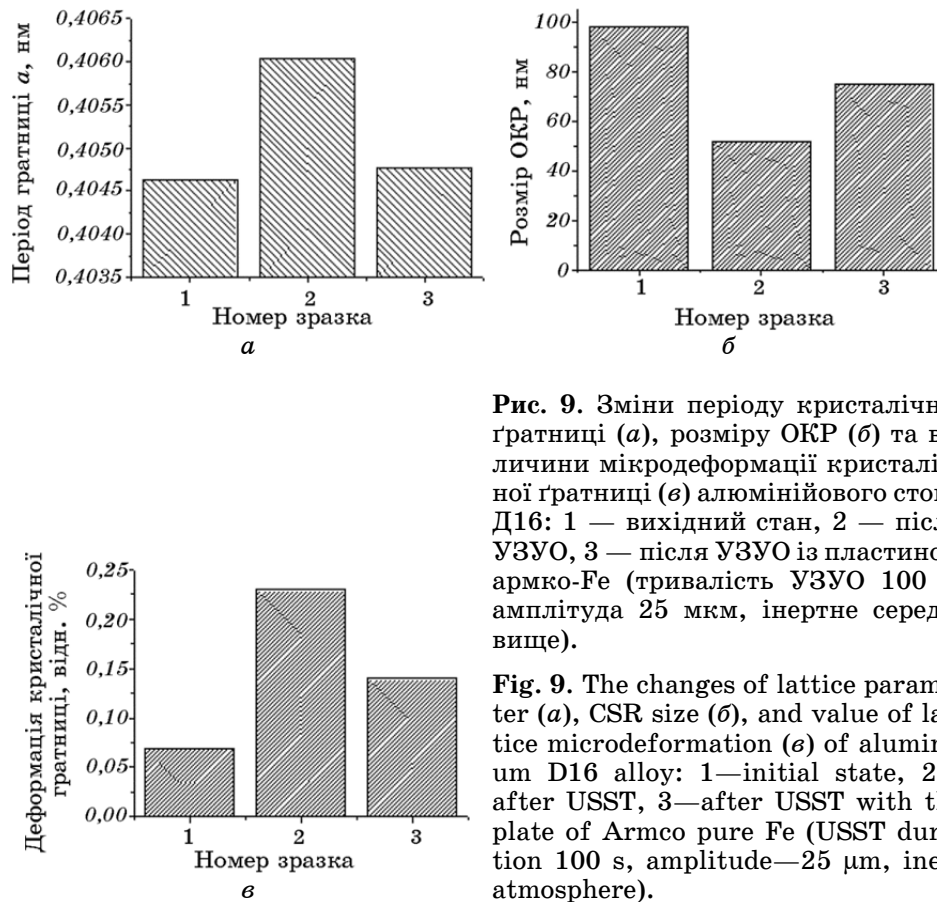 Період гратниці a, нм
0,4065
0,4060
0,4055
0,4050
0,4045
0,4040
0,4035
1 2 3
Номер зразка
а
Розмір ОКР, нм
100
80
60
40
20
0
1 2 3
Номер зразка
б
Деформація кристалічної
гратниці, відн. %
0,25
0,20
0,15
0,10
0,05
0,00
1 2 3
Номер зразка
в
Рис. 9. Зміни періоду кристалічн
ґратниці (а), розміру ОКР (б) та в
личини мікродеформації кристалі
ної ґратниці (в) алюмінійового сто
Д16: 1 — вихідний стан, 2 — післ
УЗУО, 3 — після УЗУО із пластино
армко-Fe (тривалість УЗУО 100
амплітуда 25 мкм, інертне серед
вище).
Fig. 9. The changes of lattice param
ter (а), CSR size (б), and value of la
tice microdeformation (в) of alumin
um D16 alloy: 1—initial state, 2
after USST, 3—after USST with th
plate of Armco pure Fe (USST dur
tion 100 s, amplitude—25 μm, ine
atmosphere).